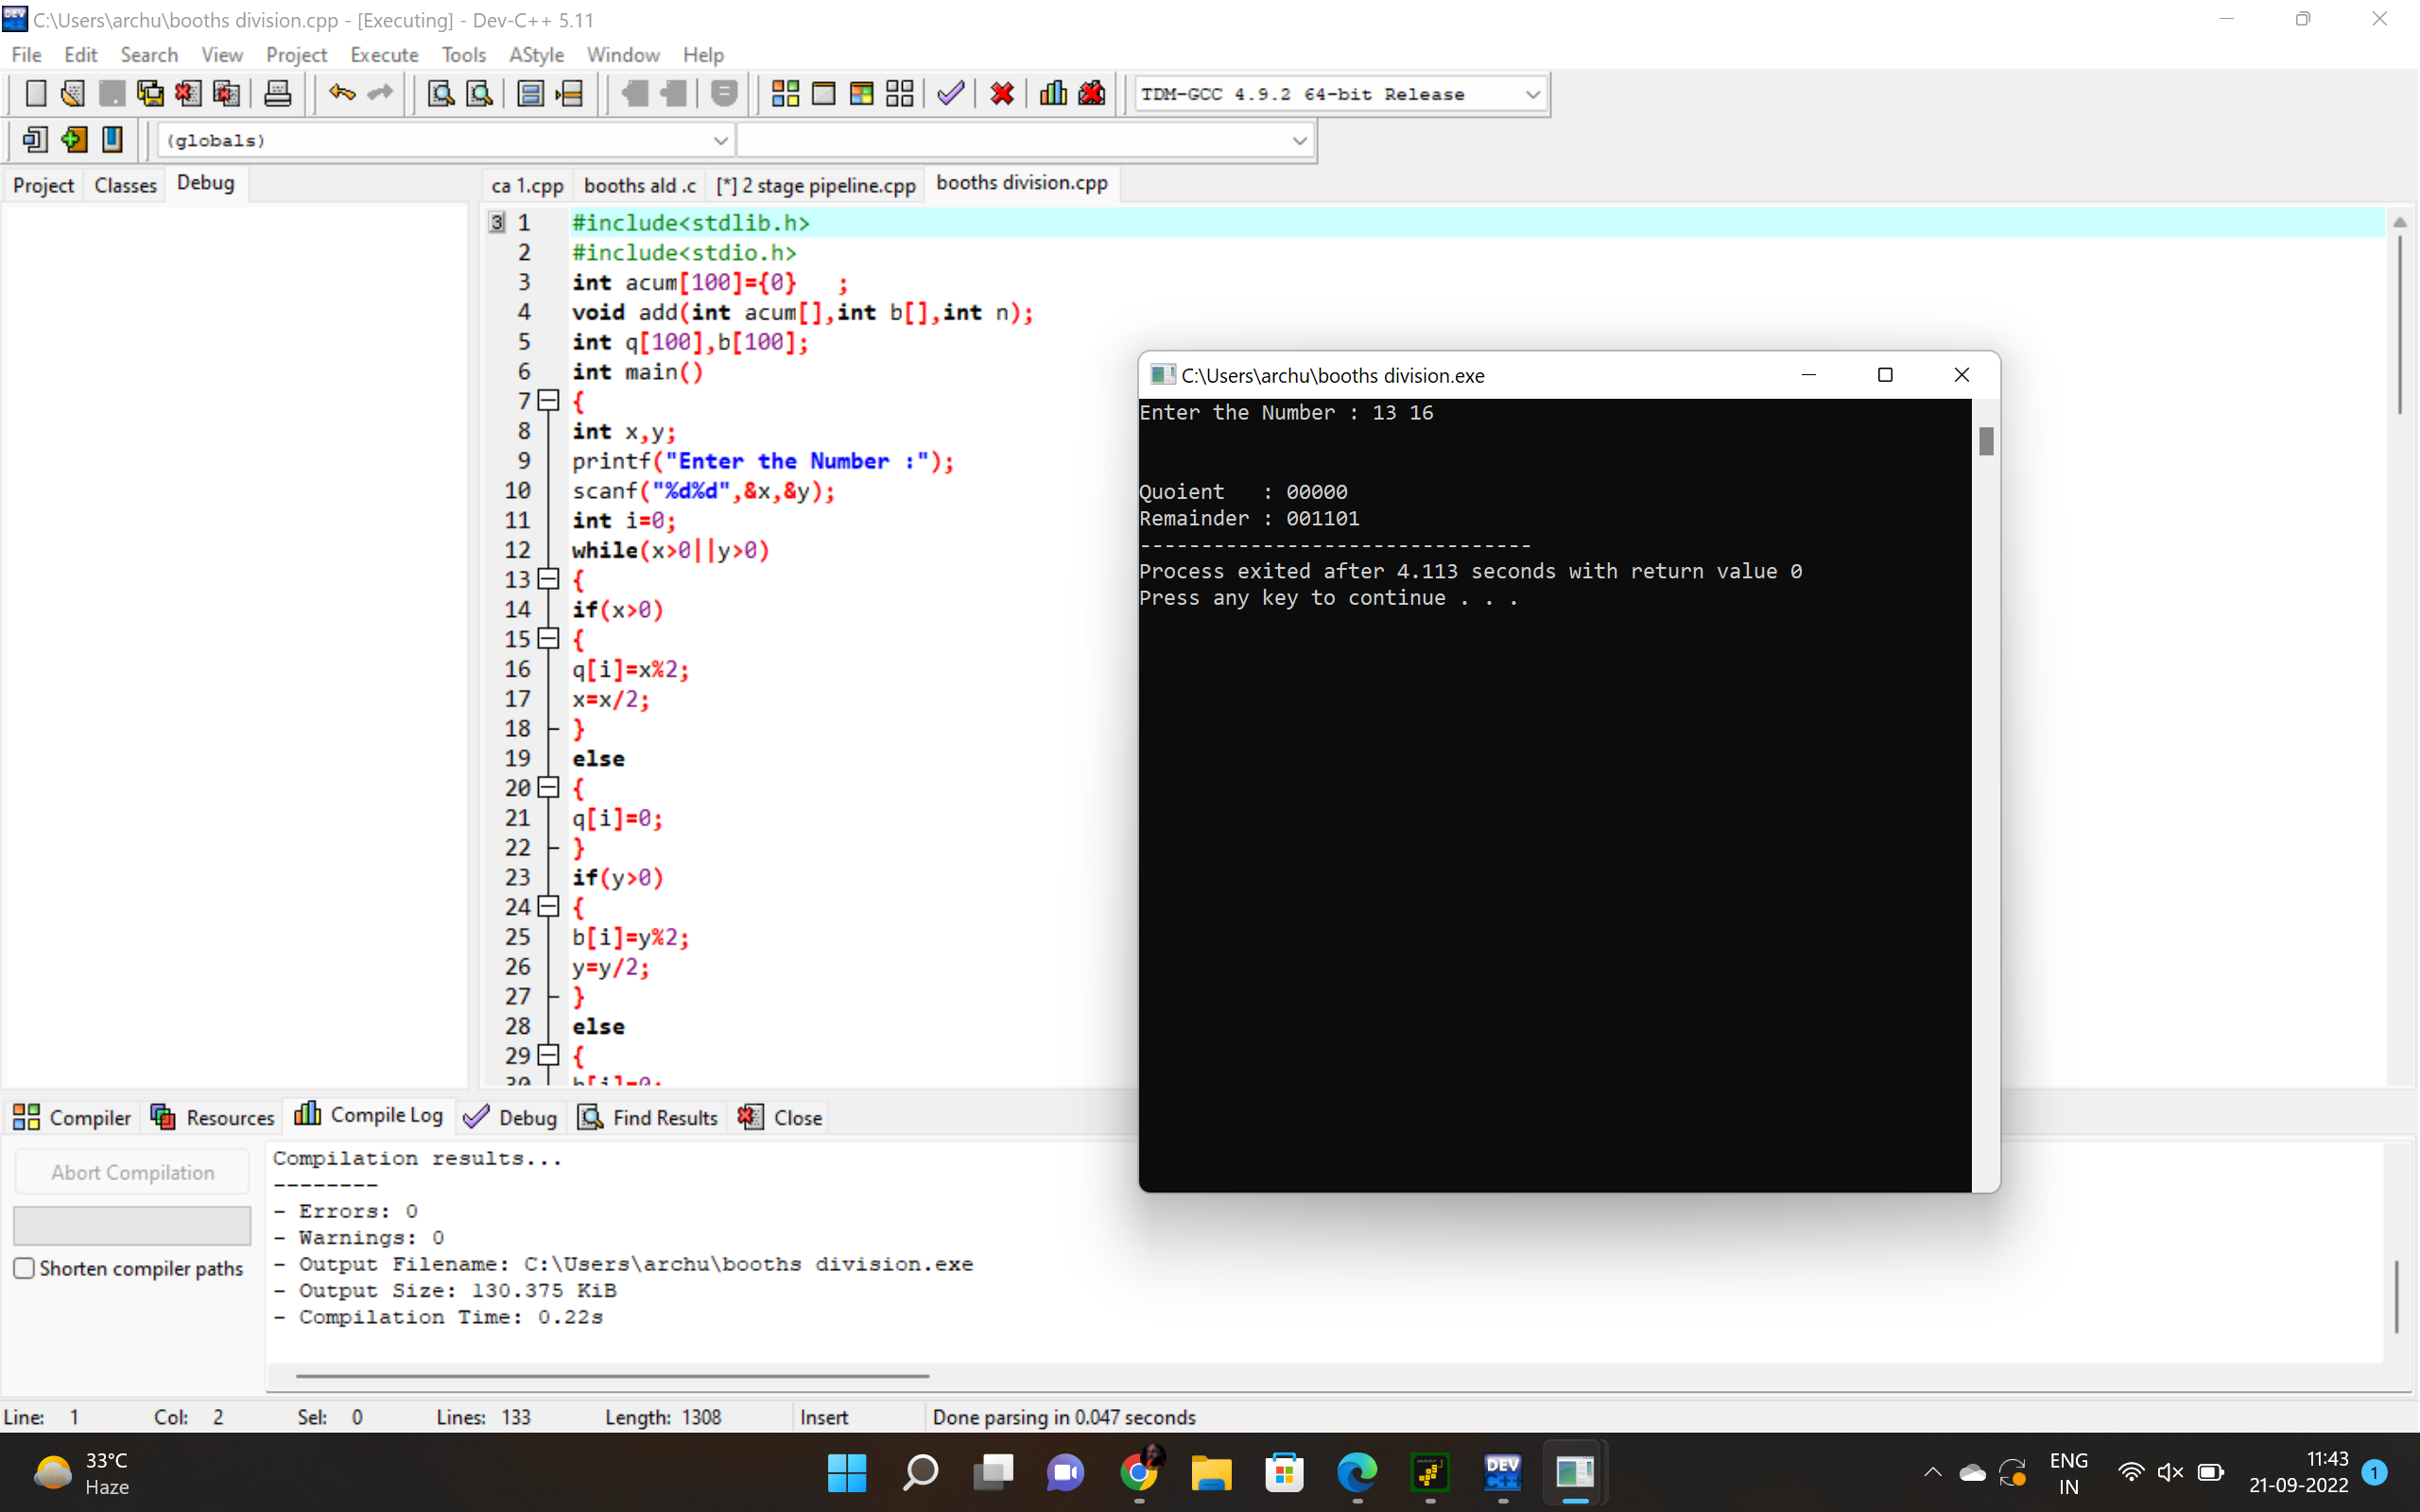 C:\Users\archu\booths division.cpp - [Executing] - Dev-C++ 5.11
File Edit Search View Project Execute Tools AStyle Window Help
TDM-GCC 4.9.2 64-bit Release
(globals)
Project Classes Debug
ca 1.cpp booths ald .c [*] 2 stage pipeline.cpp booths division.cpp
3 1 #include<stdlib.h>
2 #include<stdio.h>
3 int acum[100]={0}   ;
4 void add(int acum[],int b[],int n);
5 int q[100],b[100];
6 int main()
7 {
8 int x,y;
9 printf("Enter the Number :");
10 scanf("%d%d",&x,&y);
11 int i=0;
12 while(x>0||y>0)
13 {
14 if(x>0)
15 {
16 q[i]=x%2;
17 x=x/2;
18 }
19 else
20 {
21 q[i]=0;
22 }
23 if(y>0)
24 {
25 b[i]=y%2;
26 y=y/2;
27 }
28 else
29 {
30 b[i]=0;
C:\Users\archu\booths division.exe
Enter the Number : 13 16
Quoient   : 00000
Remainder : 001101
--------------------------------
Process exited after 4.113 seconds with return value 0
Press any key to continue . . .
Compiler Resources Compile Log Debug Find Results Close
Abort Compilation
Shorten compiler paths
Compilation results...
--------
- Errors: 0
- Warnings: 0
- Output Filename: C:\Users\archu\booths division.exe
- Output Size: 130.375 KiB
- Compilation Time: 0.22s
Line: 1 Col: 2 Sel: 0 Lines: 133 Length: 1308 Insert Done parsing in 0.047 seconds
33°C
Haze
DEV
C++
ENG
IN
11:43
21-09-2022
1